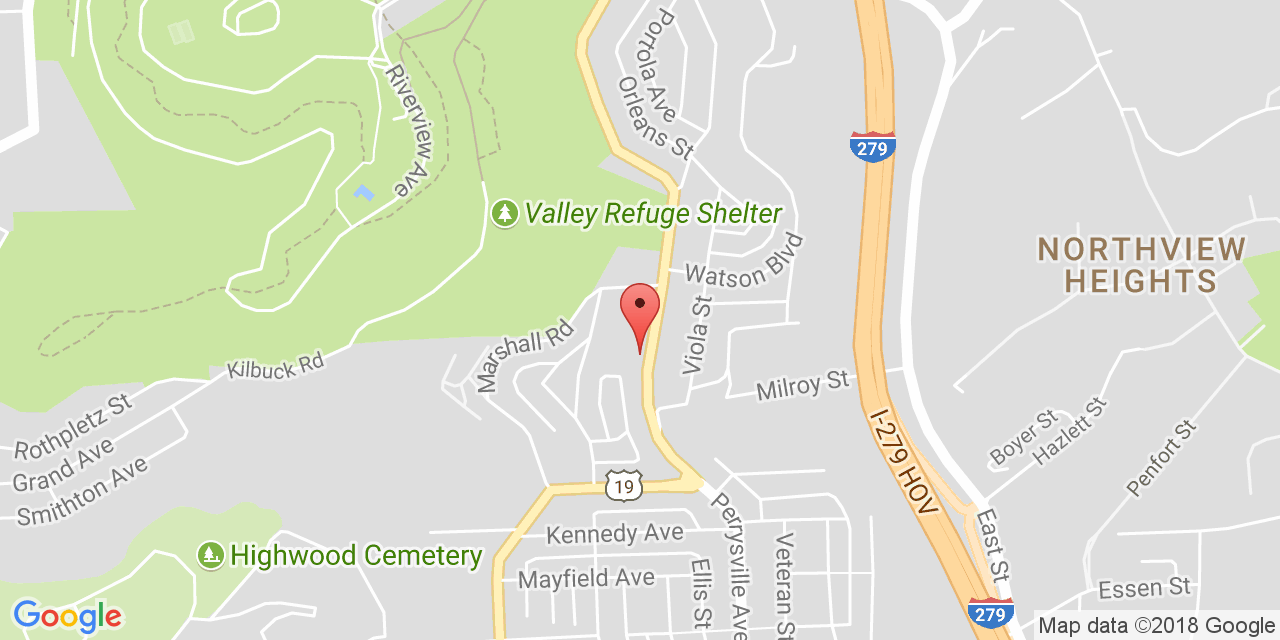 Portola Ave
Orleans St
Riverview Ave
279
Valley Refuge Shelter
Watson Blvd
NORTHVIEW
HEIGHTS
Viola St
Marshall Rd
Kilbuck Rd
Milroy St
Rothpletz St
Grand Ave
Smithton Ave
I-279 HOV
Boyer St
Hazlett St
Penfort St
19
Perrysville Ave
Kennedy Ave
Veteran St
East St
Highwood Cemetery
Mayfield Ave
Ellis St
Essen St
279
Google
Map data ©2018 Google